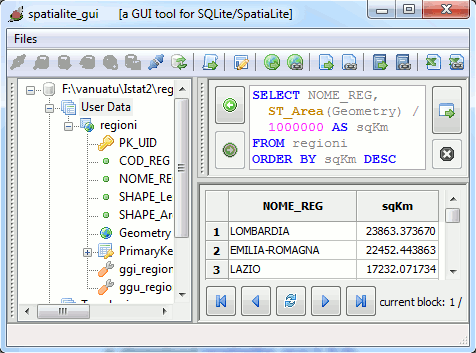 spatialite_gui [a GUI tool for SQLite/SpatiaLite]
Files
F:\vanuatu\Istat2\reg
User Data
regioni
PK_UID
COD_REG
NOME_RE
SHAPE_Le
SHAPE_Ar
Geometry
PrimaryKe
ggi_region
ggu_region
SELECT NOME_REG,
ST_Area(Geometry) /
1000000 AS sqKm
FROM regioni
ORDER BY sqKm DESC
NOME_REG sqKm
1 LOMBARDIA 23863.373670
2 EMILIA-ROMAGNA 22452.443863
3 LAZIO 17232.071734
current block: 1 /